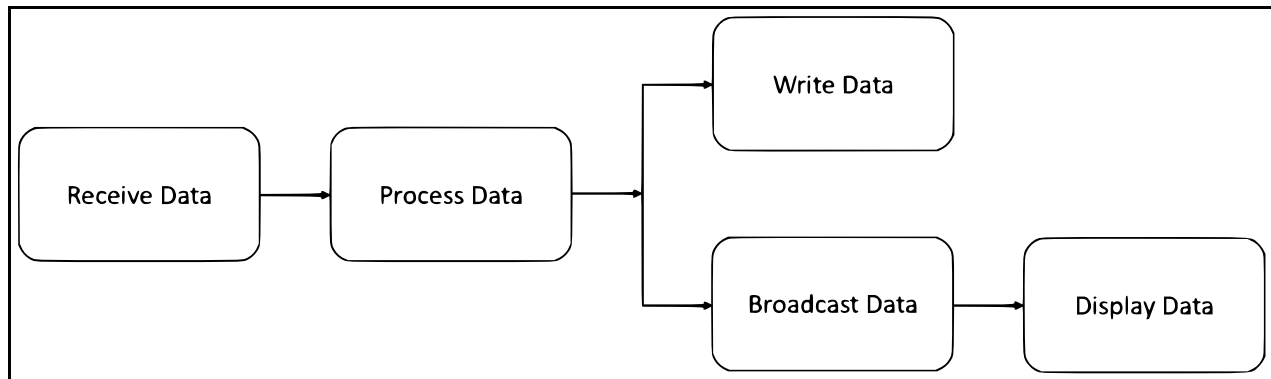 Receive Data
Process Data
Write Data
Broadcast Data
Display Data